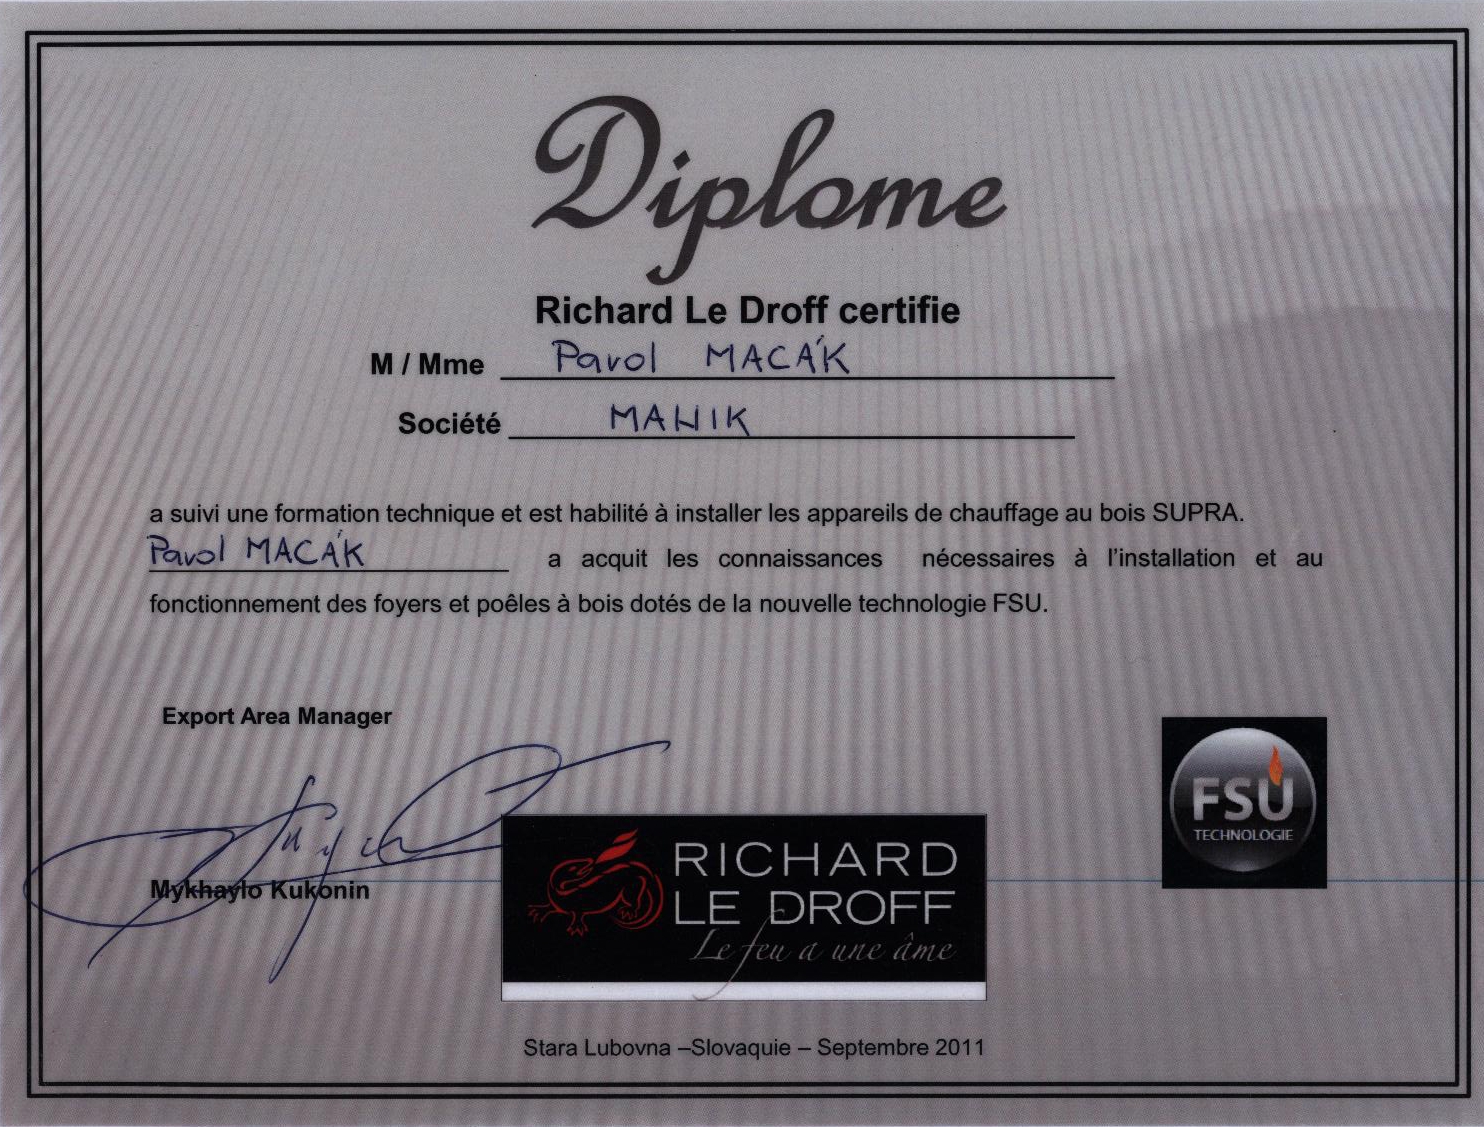 Diplome
Richard Le Droff certifie
M / Mme Pavol MACÁK
Société
a suivi une formation technique et est habilité à installer les appareils de chauffage au bois SUPRA.
Pavol MACÁK a acquit les connaissances nécessaires à l'installation et au
fonctionnement des foyers et poêles à bois dotés de la nouvelle technologie FSU.
Export Area Manager
Mykhaylo Kukonin
RICHARD
LE DROFF
Le feu a une âme
FSU
TECHNOLOGIE
Stara Lubovna –Slovaquie – Septembre 2011